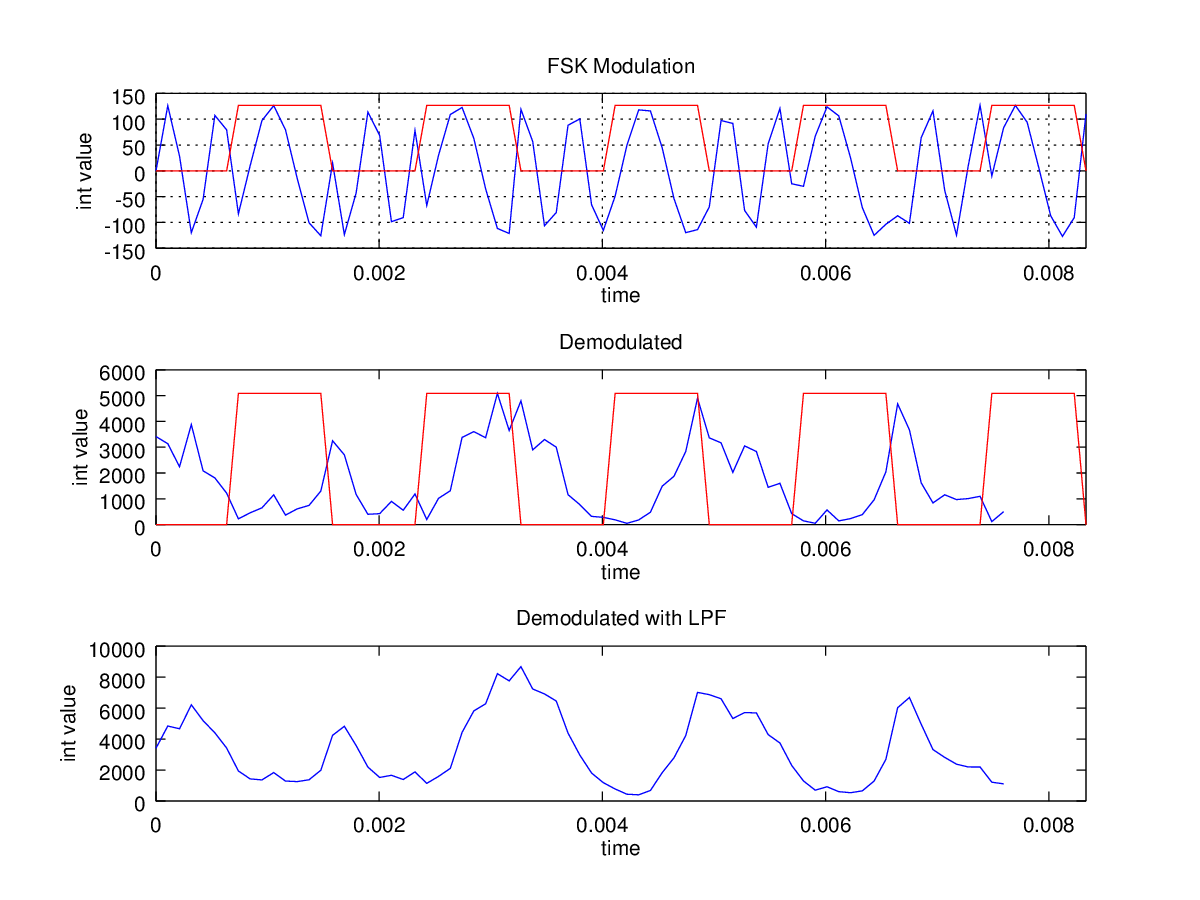 FSK Modulation
150
100
50
0
-50
-100
-150
int value
0 0.002 0.004 0.006 0.008
time
Demodulated
6000
5000
4000
3000
2000
1000
0
int value
0 0.002 0.004 0.006 0.008
time
Demodulated with LPF
10000
8000
6000
4000
2000
0
int value
0 0.002 0.004 0.006 0.008
time